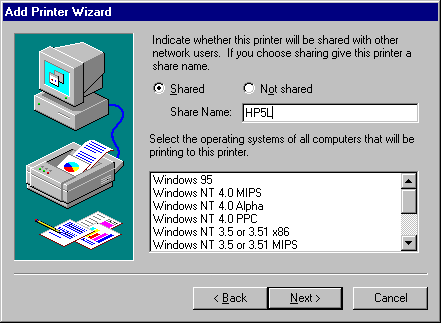 Add Printer Wizard
Indicate whether this printer will be shared with other
network users.  If you choose sharing give this printer a
share name.
Shared Not shared
Share Name: HP5L
Select the operating systems of all computers that will be
printing to this printer.
Windows 95
Windows NT 4.0 MIPS
Windows NT 4.0 Alpha
Windows NT 4.0 PPC
Windows NT 3.5 or 3.51 x86
Windows NT 3.5 or 3.51 MIPS
< Back Next > Cancel